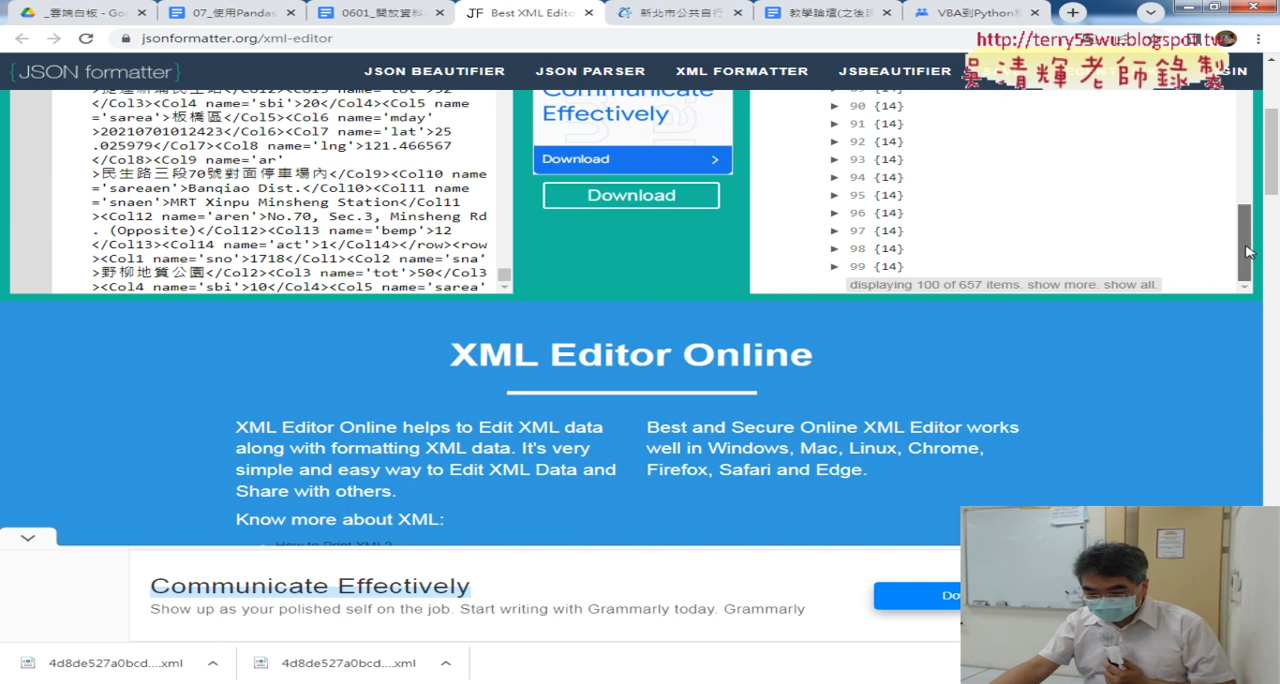 _雲端白板 - Go
07_使用Pandas
0601_開放資料
Best XML Edito
新北市公共自行
教學論壇(之後
VBA到Python
jsonformatter.org/xml-editor
http://terry55wu.blogspot.tw
吳清輝老師錄製
{JSON formatter}
JSON BEAUTIFIER
JSON PARSER
XML FORMATTER
JSBEAUTIFIER
</Col3><Col4 name='sbi'>20</Col4><Col5 name
='sarea'>板橋區</Col5><Col6 name='mday'
>20210701012423</Col6><Col7 name='lat'>25
.025979</Col7><Col8 name='lng'>121.466567
</Col8><Col9 name='ar'
>民生路三段70號對面停車場內</Col9><Col10 name
='sareaen'>Banqiao Dist.</Col10><Col11 name
='snaen'>MRT Xinpu Minsheng Station</Col11
><Col12 name='aren'>No.70, Sec.3, Minsheng Rd
. (Opposite)</Col12><Col13 name='bemp'>12
</Col13><Col14 name='act'>1</Col14></row><row
><Col1 name='sno'>1718</Col1><Col2 name='sna'
>野柳地質公園</Col2><Col3 name='tot'>50</Col3
><Col4 name='sbi'>10</Col4><Col5 name='sarea'
Communicate
Effectively
Download
Download
90 {14}
91 {14}
92 {14}
93 {14}
94 {14}
95 {14}
96 {14}
97 {14}
98 {14}
99 {14}
displaying 100 of 657 items. show more. show all.
XML Editor Online
XML Editor Online helps to Edit XML data
along with formatting XML data. It's very
simple and easy way to Edit XML Data and
Share with others.
Know more about XML:
How to Print XML?
Best and Secure Online XML Editor works
well in Windows, Mac, Linux, Chrome,
Firefox, Safari and Edge.
Communicate Effectively
Show up as your polished self on the job. Start writing with Grammarly today. Grammarly
4d8de527a0bcd....xml
4d8de527a0bcd....xml